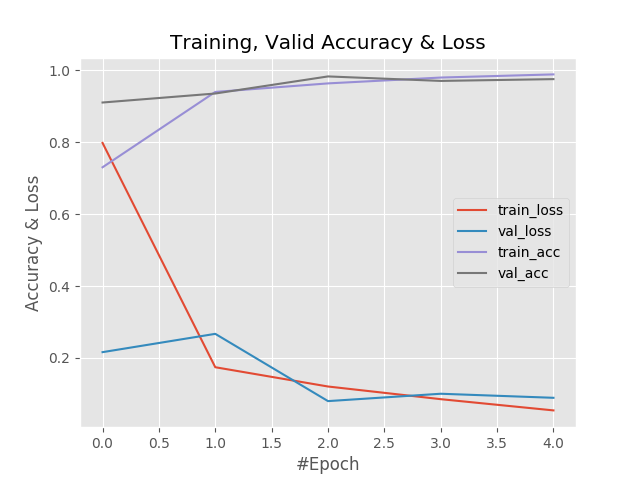 Training, Valid Accuracy & Loss
1.0
0.8
0.6
0.4
0.2
Accuracy & Loss
train_loss
val_loss
train_acc
val_acc
0.0 0.5 1.0 1.5 2.0 2.5 3.0 3.5 4.0
#Epoch